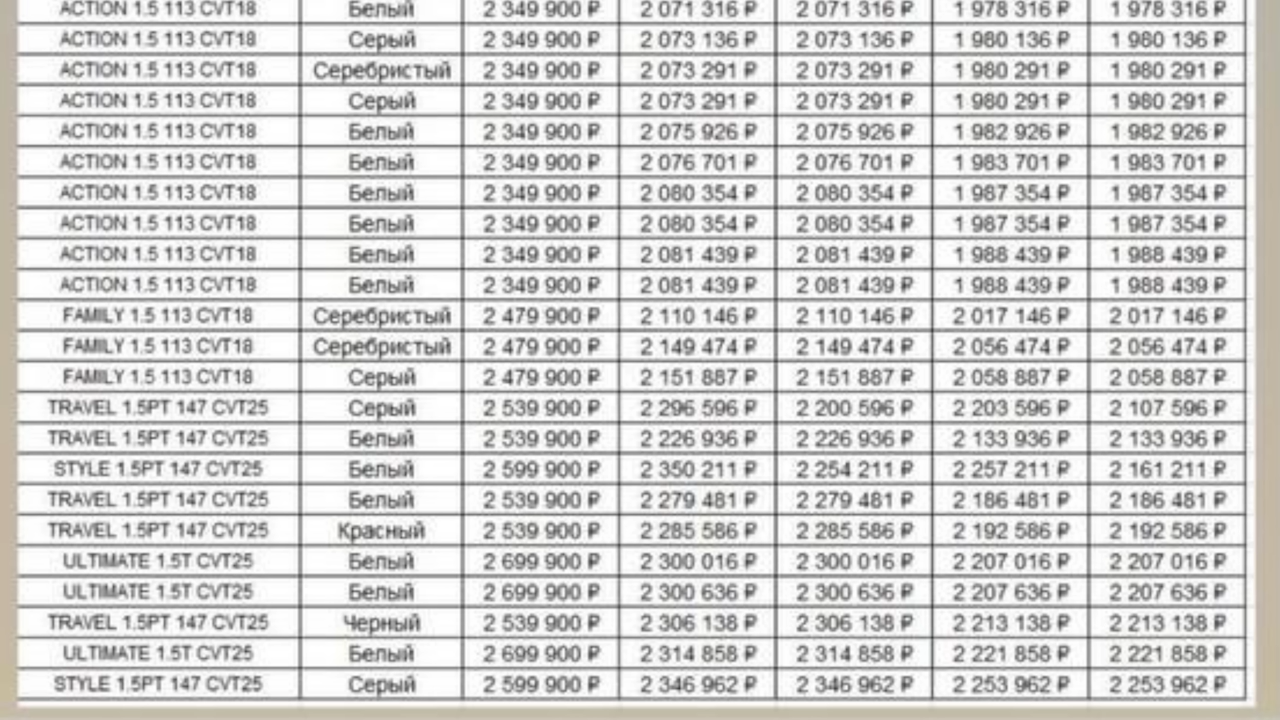 ACTION 1.5 113 CVT18 Белый 2 349 900 ₽ 2 071 316 ₽ 2 071 316 ₽ 1 978 316 ₽ 1 978 316 ₽
ACTION 1.5 113 CVT18 Серый 2 349 900 ₽ 2 073 136 ₽ 2 073 136 ₽ 1 980 136 ₽ 1 980 136 ₽
ACTION 1.5 113 CVT18 Серебристый 2 349 900 ₽ 2 073 291 ₽ 2 073 291 ₽ 1 980 291 ₽ 1 980 291 ₽
ACTION 1.5 113 CVT18 Серый 2 349 900 ₽ 2 073 291 ₽ 2 073 291 ₽ 1 980 291 ₽ 1 980 291 ₽
ACTION 1.5 113 CVT18 Белый 2 349 900 ₽ 2 075 926 ₽ 2 075 926 ₽ 1 982 926 ₽ 1 982 926 ₽
ACTION 1.5 113 CVT18 Белый 2 349 900 ₽ 2 076 701 ₽ 2 076 701 ₽ 1 983 701 ₽ 1 983 701 ₽
ACTION 1.5 113 CVT18 Белый 2 349 900 ₽ 2 080 354 ₽ 2 080 354 ₽ 1 987 354 ₽ 1 987 354 ₽
ACTION 1.5 113 CVT18 Белый 2 349 900 ₽ 2 080 354 ₽ 2 080 354 ₽ 1 987 354 ₽ 1 987 354 ₽
ACTION 1.5 113 CVT18 Белый 2 349 900 ₽ 2 081 439 ₽ 2 081 439 ₽ 1 988 439 ₽ 1 988 439 ₽
ACTION 1.5 113 CVT18 Белый 2 349 900 ₽ 2 081 439 ₽ 2 081 439 ₽ 1 988 439 ₽ 1 988 439 ₽
FAMILY 1.5 113 CVT18 Серебристый 2 479 900 ₽ 2 110 146 ₽ 2 110 146 ₽ 2 017 146 ₽ 2 017 146 ₽
FAMILY 1.5 113 CVT18 Серебристый 2 479 900 ₽ 2 149 474 ₽ 2 149 474 ₽ 2 056 474 ₽ 2 056 474 ₽
FAMILY 1.5 113 CVT18 Серый 2 479 900 ₽ 2 151 887 ₽ 2 151 887 ₽ 2 058 887 ₽ 2 058 887 ₽
TRAVEL 1.5PT 147 CVT25 Серый 2 539 900 ₽ 2 296 596 ₽ 2 200 596 ₽ 2 203 596 ₽ 2 107 596 ₽
TRAVEL 1.5PT 147 CVT25 Белый 2 539 900 ₽ 2 226 936 ₽ 2 226 936 ₽ 2 133 936 ₽ 2 133 936 ₽
STYLE 1.5PT 147 CVT25 Белый 2 599 900 ₽ 2 350 211 ₽ 2 254 211 ₽ 2 257 211 ₽ 2 161 211 ₽
TRAVEL 1.5PT 147 CVT25 Белый 2 539 900 ₽ 2 279 481 ₽ 2 279 481 ₽ 2 186 481 ₽ 2 186 481 ₽
TRAVEL 1.5PT 147 CVT25 Красный 2 539 900 ₽ 2 285 586 ₽ 2 285 586 ₽ 2 192 586 ₽ 2 192 586 ₽
ULTIMATE 1.5T CVT25 Белый 2 699 900 ₽ 2 300 016 ₽ 2 300 016 ₽ 2 207 016 ₽ 2 207 016 ₽
ULTIMATE 1.5T CVT25 Белый 2 699 900 ₽ 2 300 636 ₽ 2 300 636 ₽ 2 207 636 ₽ 2 207 636 ₽
TRAVEL 1.5PT 147 CVT25 Черный 2 539 900 ₽ 2 306 138 ₽ 2 306 138 ₽ 2 213 138 ₽ 2 213 138 ₽
ULTIMATE 1.5T CVT25 Белый 2 699 900 ₽ 2 314 858 ₽ 2 314 858 ₽ 2 221 858 ₽ 2 221 858 ₽
STYLE 1.5PT 147 CVT25 Серый 2 599 900 ₽ 2 346 962 ₽ 2 346 962 ₽ 2 253 962 ₽ 2 253 962 ₽